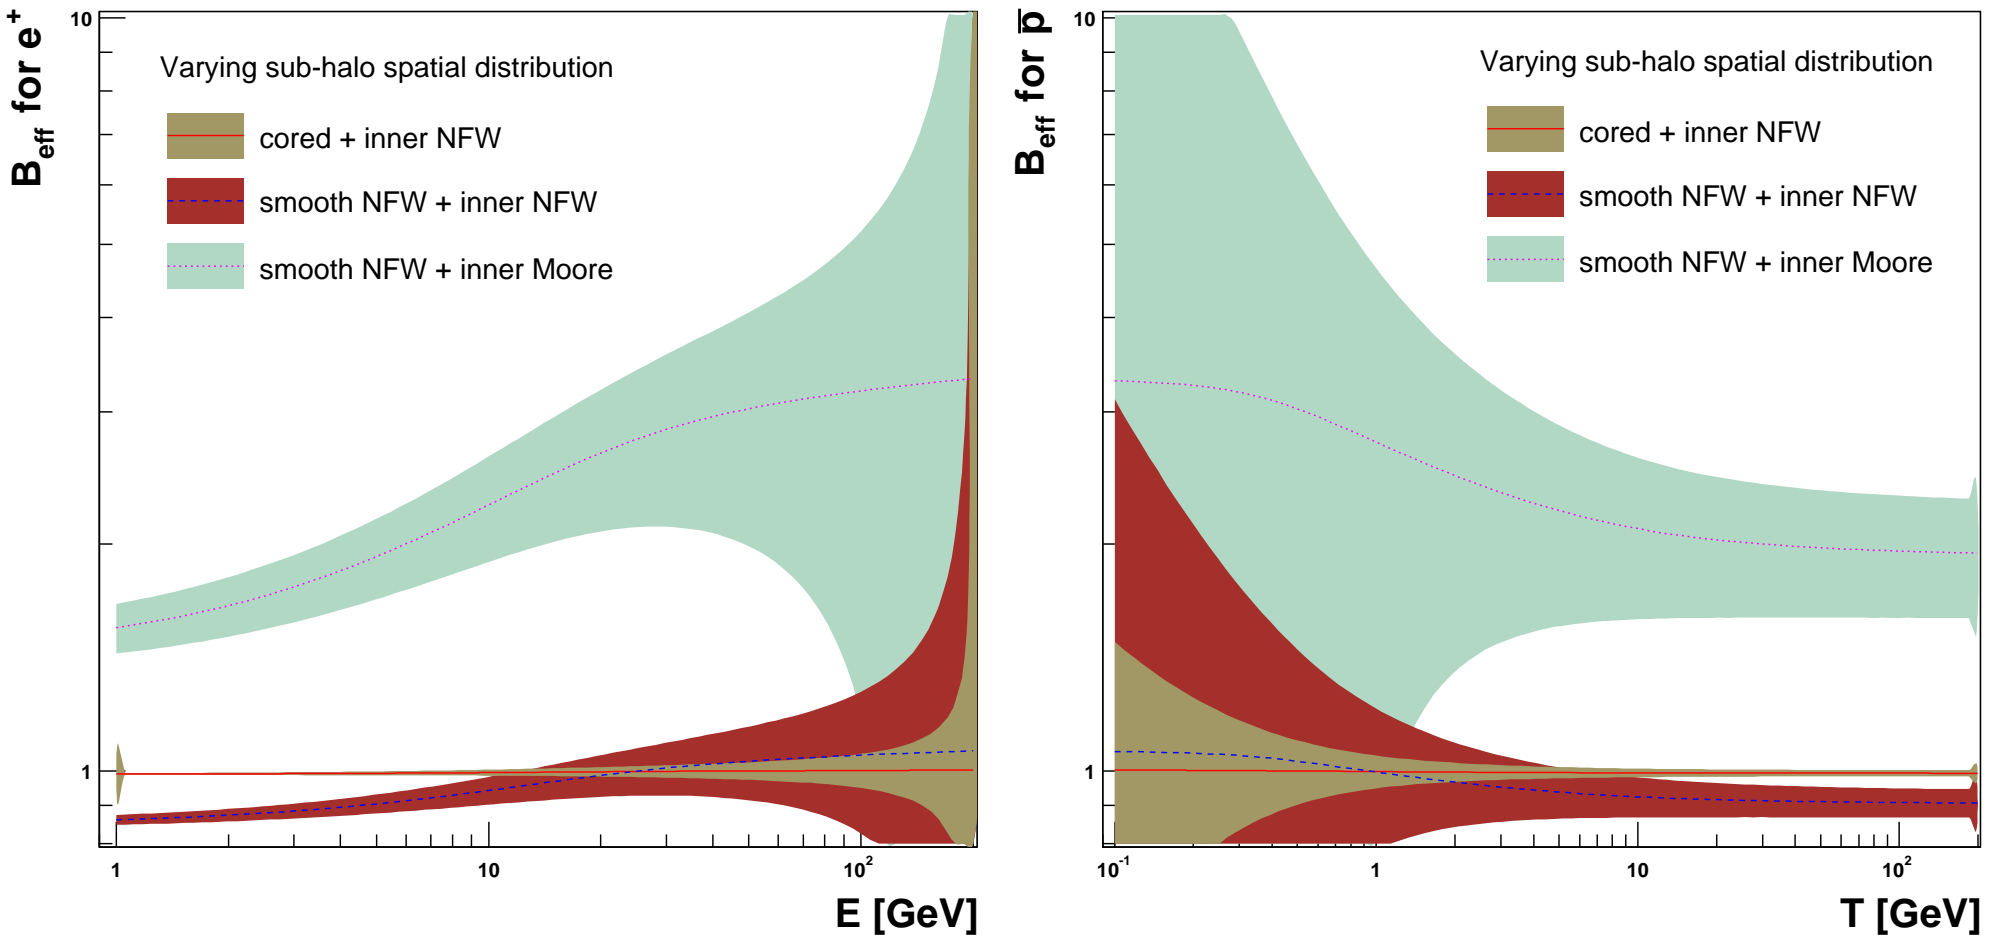 B_eff for e^+
10
1
Varying sub-halo spatial distribution
cored + inner NFW
smooth NFW + inner NFW
smooth NFW + inner Moore
1
10
10^2
E [GeV]
B_eff for p̅
10
1
Varying sub-halo spatial distribution
cored + inner NFW
smooth NFW + inner NFW
smooth NFW + inner Moore
10^-1
1
10
10^2
T [GeV]